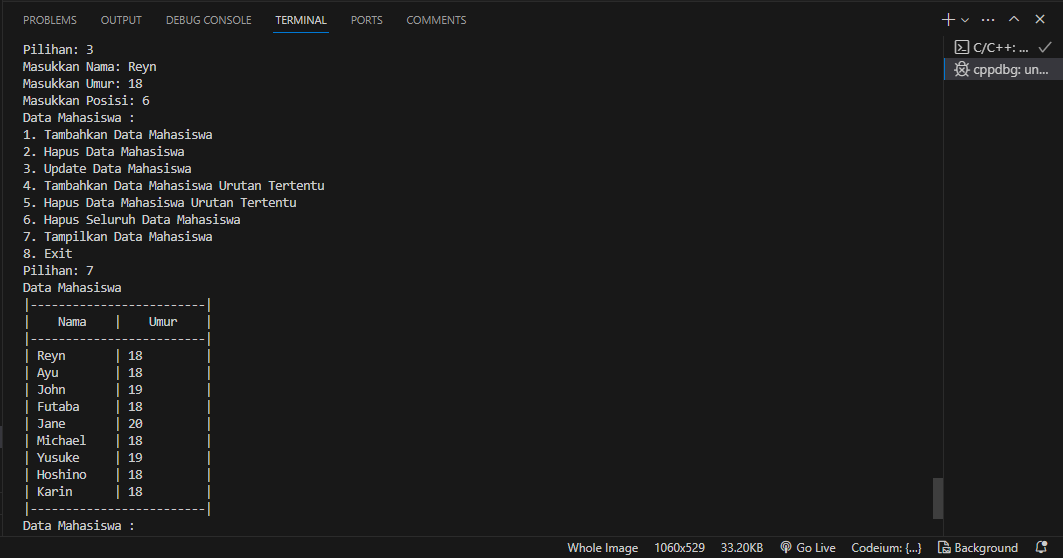 PROBLEMS OUTPUT DEBUG CONSOLE TERMINAL PORTS COMMENTS
Pilihan: 3
Masukkan Nama: Reyn
Masukkan Umur: 18
Masukkan Posisi: 6
Data Mahasiswa :
1. Tambahkan Data Mahasiswa
2. Hapus Data Mahasiswa
3. Update Data Mahasiswa
4. Tambahkan Data Mahasiswa Urutan Tertentu
5. Hapus Data Mahasiswa Urutan Tertentu
6. Hapus Seluruh Data Mahasiswa
7. Tampilkan Data Mahasiswa
8. Exit
Pilihan: 7
Data Mahasiswa
|-------------------------|
|    Nama    |    Umur    |
|-------------------------|
| Reyn       | 18         |
| Ayu        | 18         |
| John       | 19         |
| Futaba     | 18         |
| Jane       | 20         |
| Michael    | 18         |
| Yusuke     | 19         |
| Hoshino    | 18         |
| Karin      | 18         |
|-------------------------|
Data Mahasiswa :
C/C++: ...
cppdbg: un...
Whole Image 1060x529 33.20KB Go Live Codeium: {...} Background